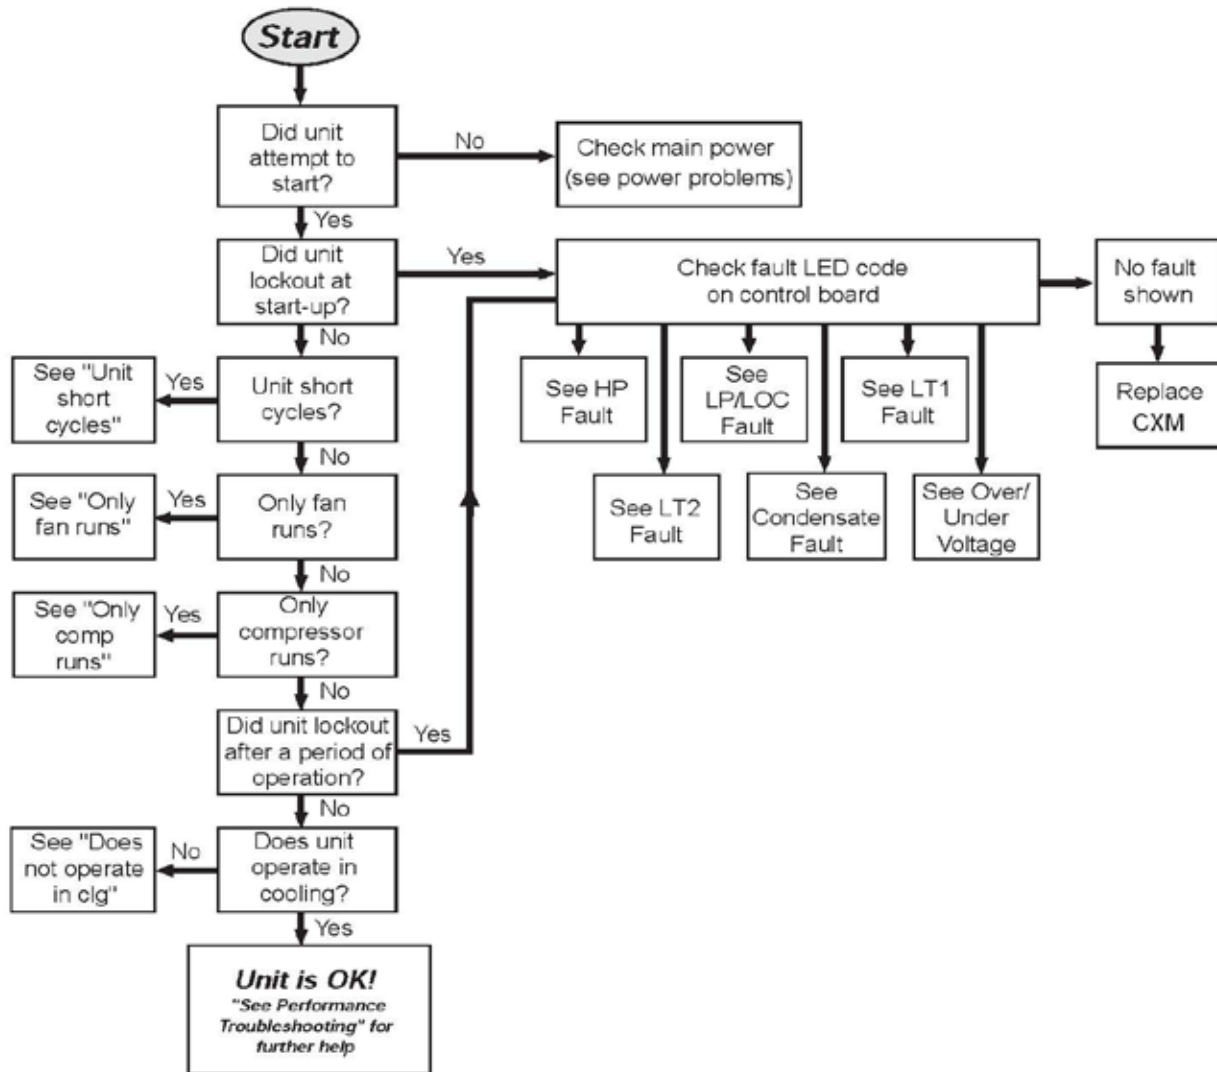 Start
Did unit
attempt to
start?
No
Check main power
(see power problems)
Yes
Did unit
lockout at
start-up?
Yes
Check fault LED code
on control board
No fault
shown
No
See "Unit
short
cycles"
Yes
Unit short
cycles?
See HP
Fault
See
LP/LOC
Fault
See LT1
Fault
Replace
CXM
No
See "Only
fan runs"
Yes
Only fan
runs?
See LT2
Fault
See
Condensate
Fault
See Over/
Under
Voltage
No
See "Only
comp
runs"
Yes
Only
compressor
runs?
No
Did unit lockout
after a period of
operation?
Yes
No
See "Does
not operate
in clg"
No
Does unit
operate in
cooling?
Yes
Unit is OK!
"See Performance
Troubleshooting" for
further help